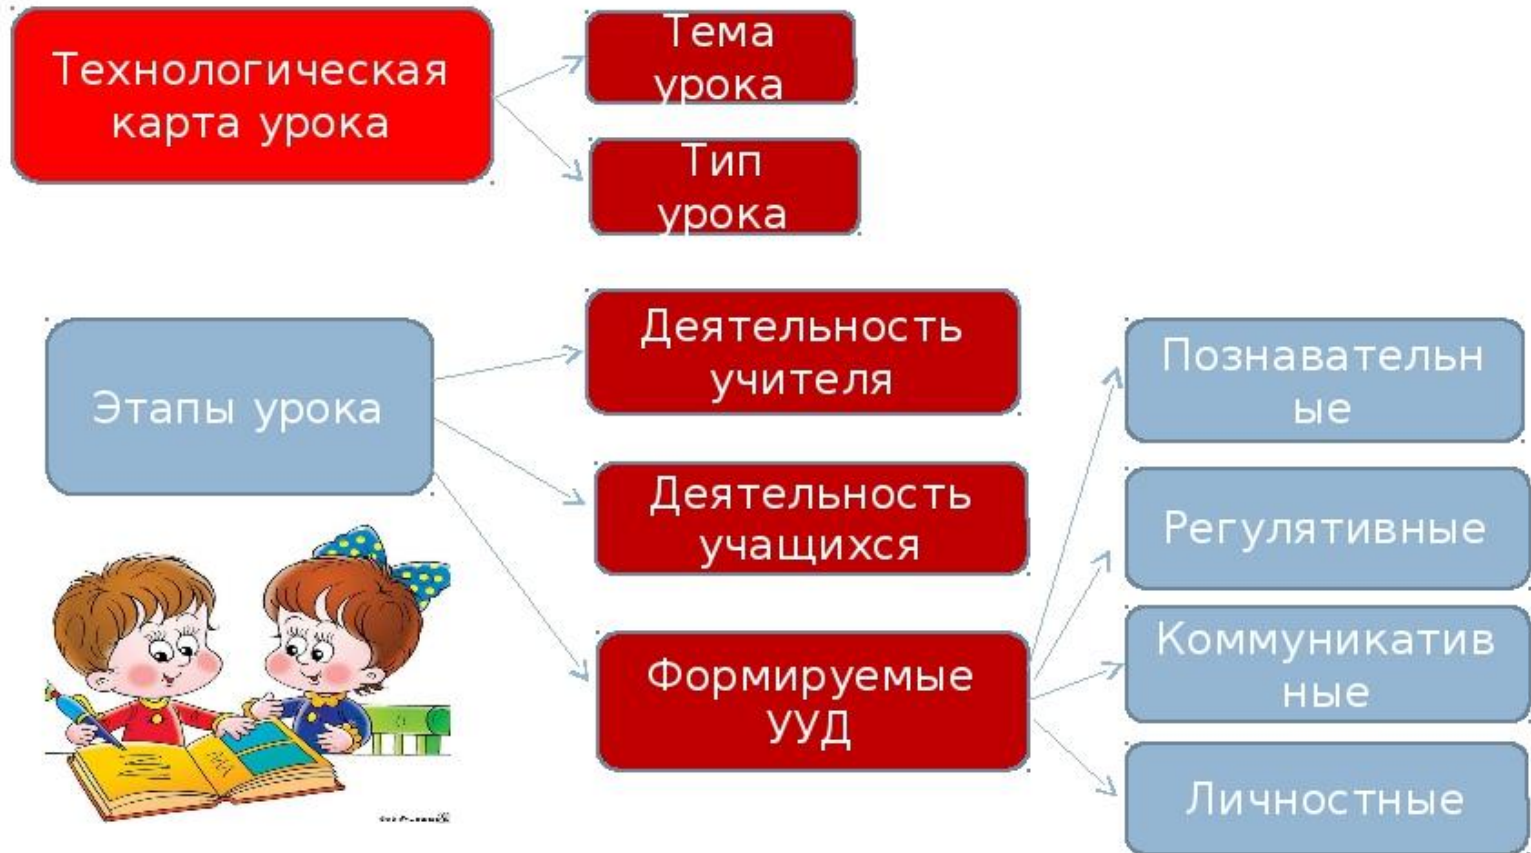 Технологическая
карта урока
Тема
урока
Тип
урока
Этапы урока
Деятельность
учителя
Деятельность
учащихся
Формируемые
УУД
Познавательн
ые
Регулятивные
Коммуникатив
ные
Личностные